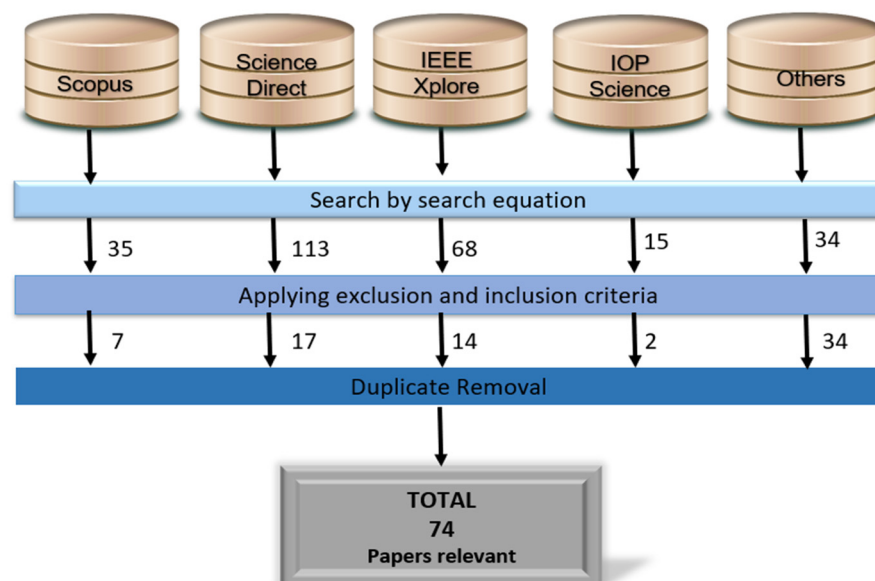 Scopus
Science
Direct
IEEE
Xplore
IOP
Science
Others
Search by search equation
35
113
68
15
34
Applying exclusion and inclusion criteria
7
17
14
2
34
Duplicate Removal
TOTAL
74
Papers relevant